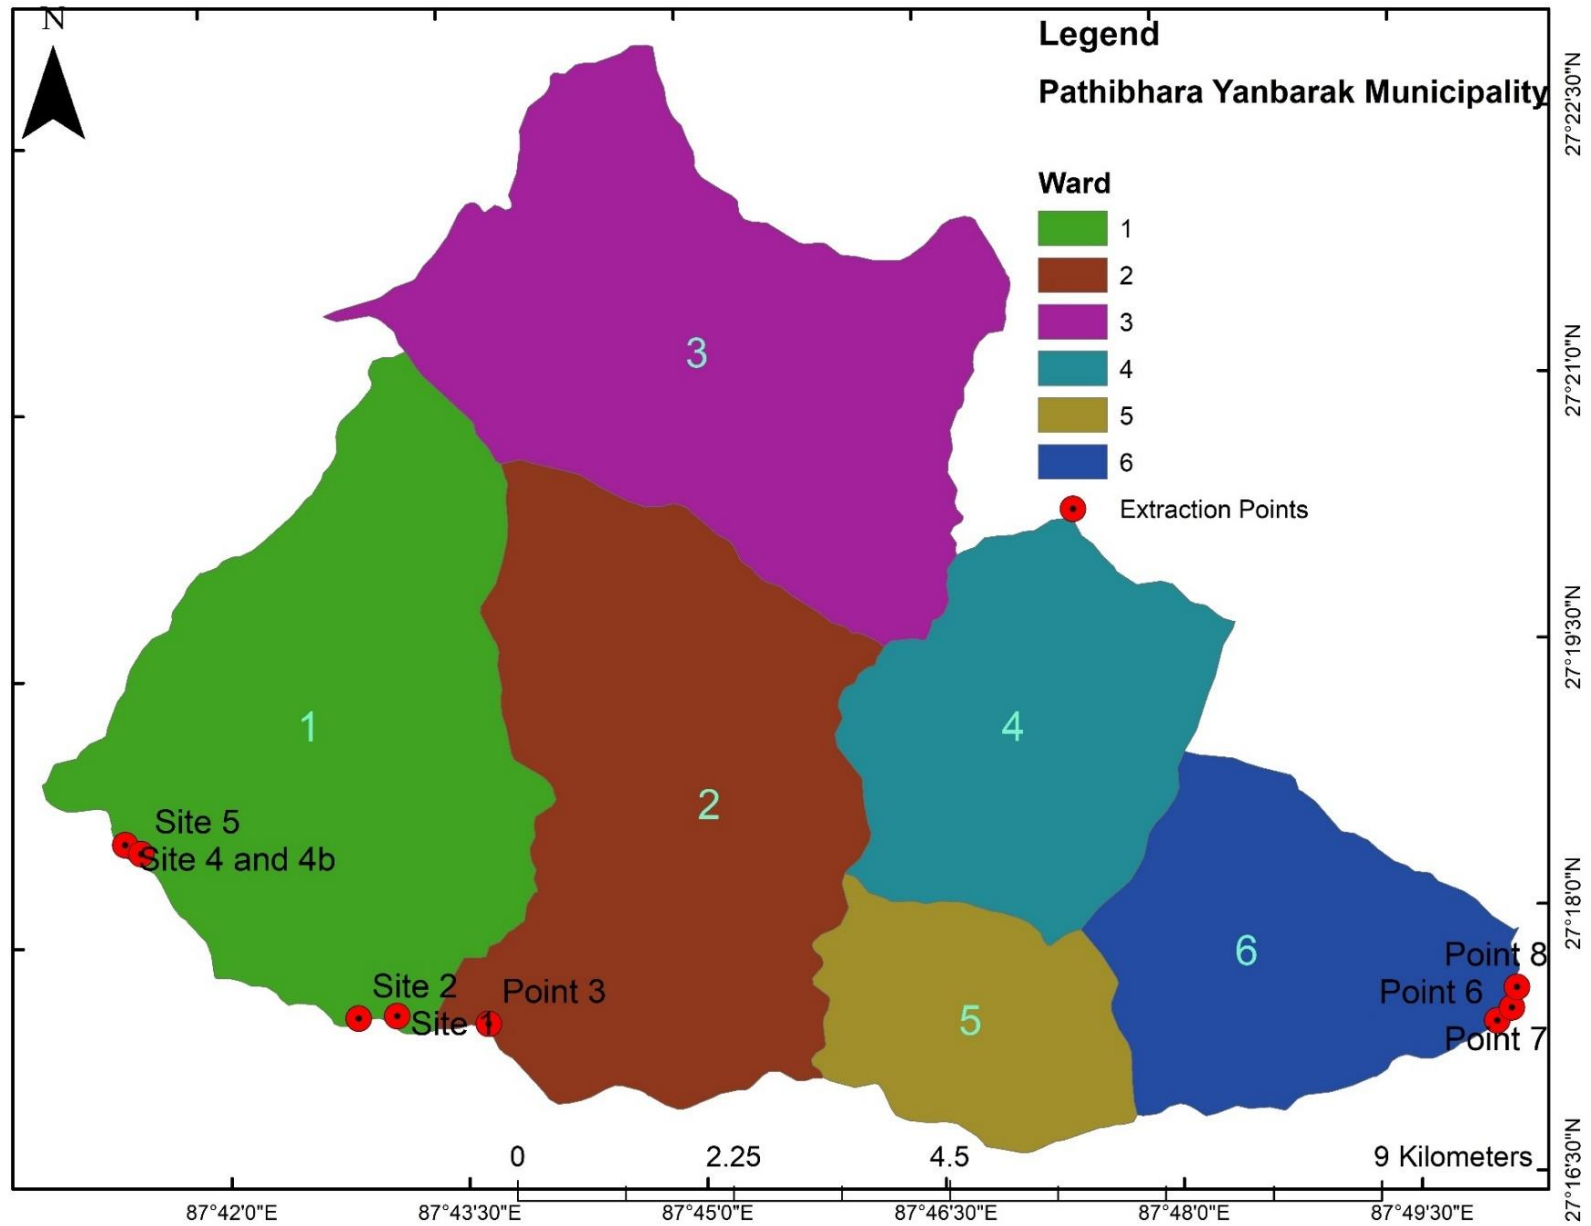 N
Legend
Pathibhara Yanbarak Municipality
Ward
1
2
3
4
5
6
Extraction Points
3
1
4
2
6
5
Site 5
Site 4 and 4b
Site 2
Site 1
Point 3
Point 8
Point 6
Point 7
0 2.25 4.5 9 Kilometers
87°42'0"E 87°43'30"E 87°45'0"E 87°46'30"E 87°48'0"E 87°49'30"E
27°22'30"N
27°21'0"N
27°19'30"N
27°18'0"N
27°16'30"N